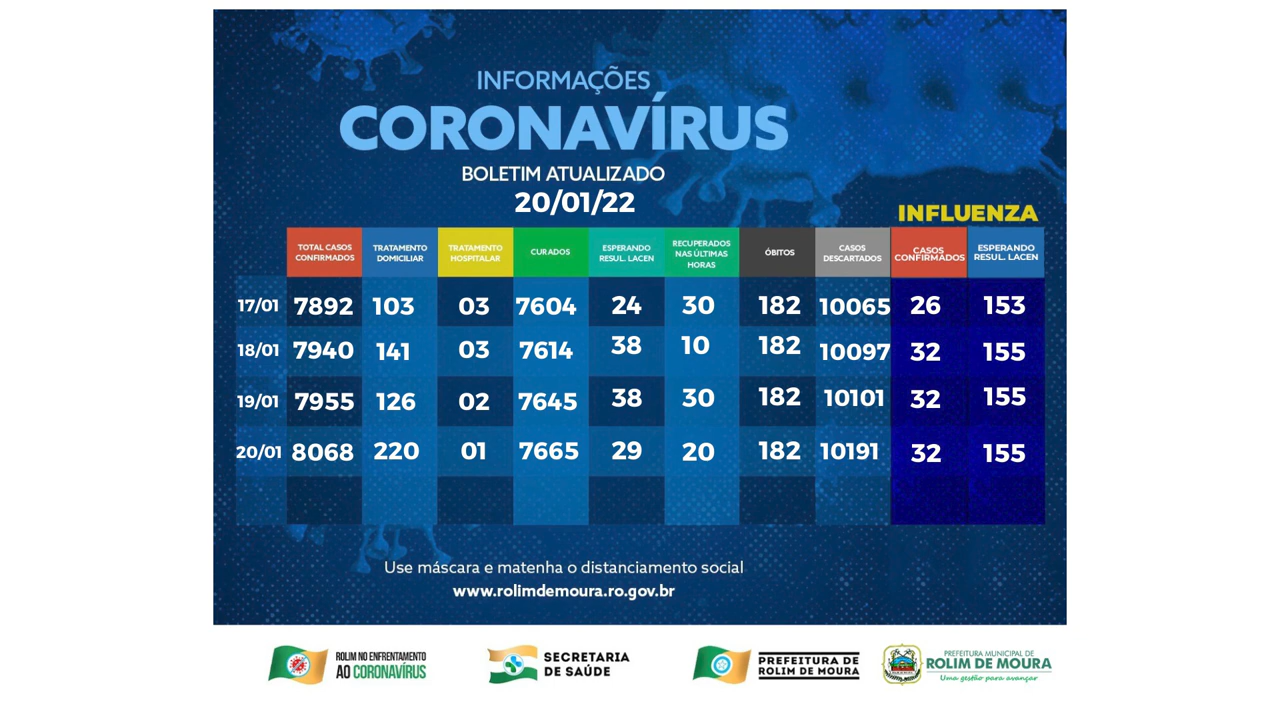 INFORMAÇÕES
CORONAVÍRUS
BOLETIM ATUALIZADO
20/01/22
INFLUENZA
TOTAL CASOS CONFIRMADOS TRATAMENTO DOMICILIAR TRATAMENTO HOSPITALAR CURADOS ESPERANDO RESUL. LACEN RECUPERADOS NAS ÚLTIMAS HORAS ÓBITOS CASOS DESCARTADOS CASOS CONFIRMADOS ESPERANDO RESUL. LACEN
17/01 7892 103 03 7604 24 30 182 10065 26 153
18/01 7940 141 03 7614 38 10 182 10097 32 155
19/01 7955 126 02 7645 38 30 182 10101 32 155
20/01 8068 220 01 7665 29 20 182 10191 32 155
Use máscara e matenha o distanciamento social
www.rolimdemoura.ro.gov.br
ROLIM NO ENFRENTAMENTO
AO CORONAVÍRUS
SECRETARIA
DE SAÚDE
PREFEITURA DE
ROLIM DE MOURA
PREFEITURA MUNICIPAL DE
ROLIM DE MOURA
Uma gestão para avançar